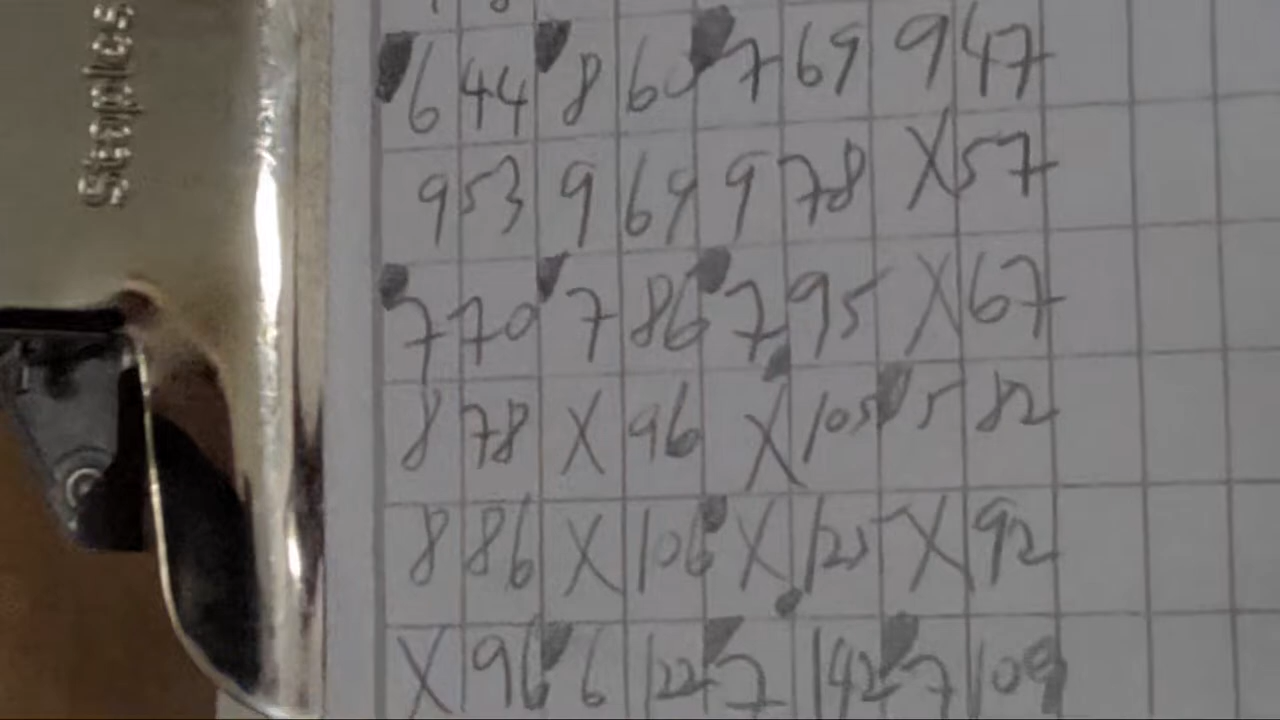 Staples
6 44 8 60 7 69 9 47
9 53 9 69 9 78 X 57
7 70 7 86 7 95 X 67
8 78 X 96 X 105 5 82
8 86 X 106 X 125 X 92
X 96 6 122 7 142 7 109